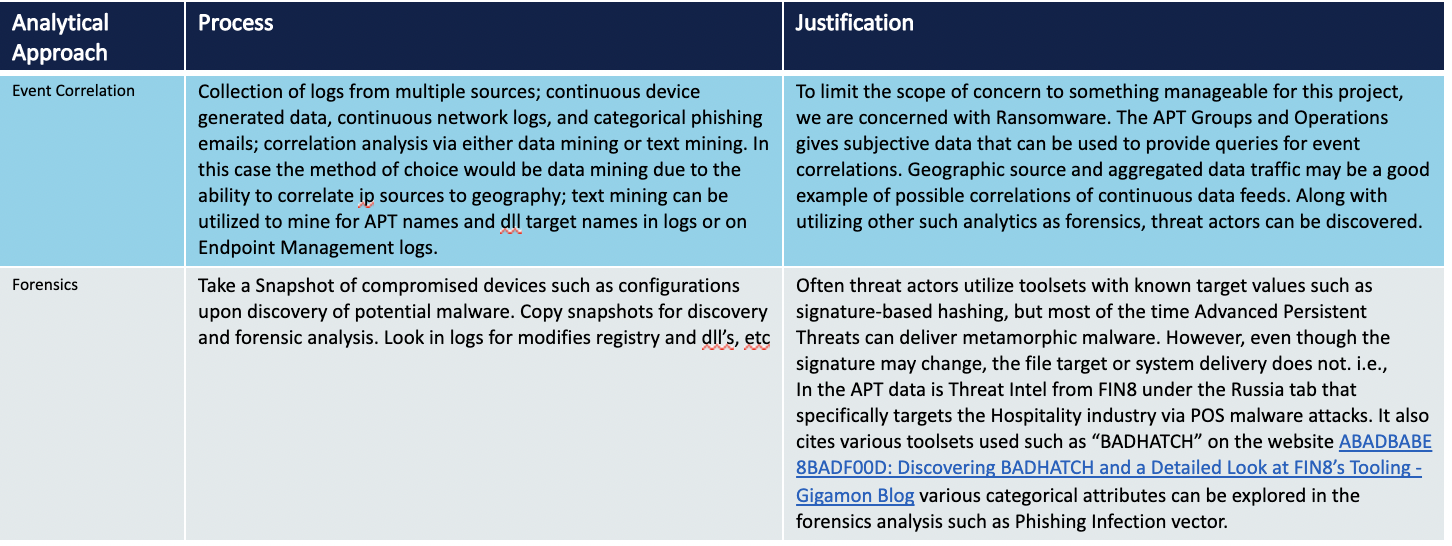 Analytical
Approach
Process
Justification
Event Correlation
Collection of logs from multiple sources; continuous device
generated data, continuous network logs, and categorical phishing
emails; correlation analysis via either data mining or text mining. In
this case the method of choice would be data mining due to the
ability to correlate ip sources to geography; text mining can be
utilized to mine for APT names and dll target names in logs or on
Endpoint Management logs.
To limit the scope of concern to something manageable for this project,
we are concerned with Ransomware. The APT Groups and Operations
gives subjective data that can be used to provide queries for event
correlations. Geographic source and aggregated data traffic may be a good
example of possible correlations of continuous data feeds. Along with
utilizing other such analytics as forensics, threat actors can be discovered.
Forensics
Take a Snapshot of compromised devices such as configurations
upon discovery of potential malware. Copy snapshots for discovery
and forensic analysis. Look in logs for modifies registry and dll’s, etc
Often threat actors utilize toolsets with known target values such as
signature-based hashing, but most of the time Advanced Persistent
Threats can deliver metamorphic malware. However, even though the
signature may change, the file target or system delivery does not. i.e.,
In the APT data is Threat Intel from FIN8 under the Russia tab that
specifically targets the Hospitality industry via POS malware attacks. It also
cites various toolsets used such as “BADHATCH” on the website ABADBABE
8BADF00D: Discovering BADHATCH and a Detailed Look at FIN8’s Tooling -
Gigamon Blog various categorical attributes can be explored in the
forensics analysis such as Phishing Infection vector.